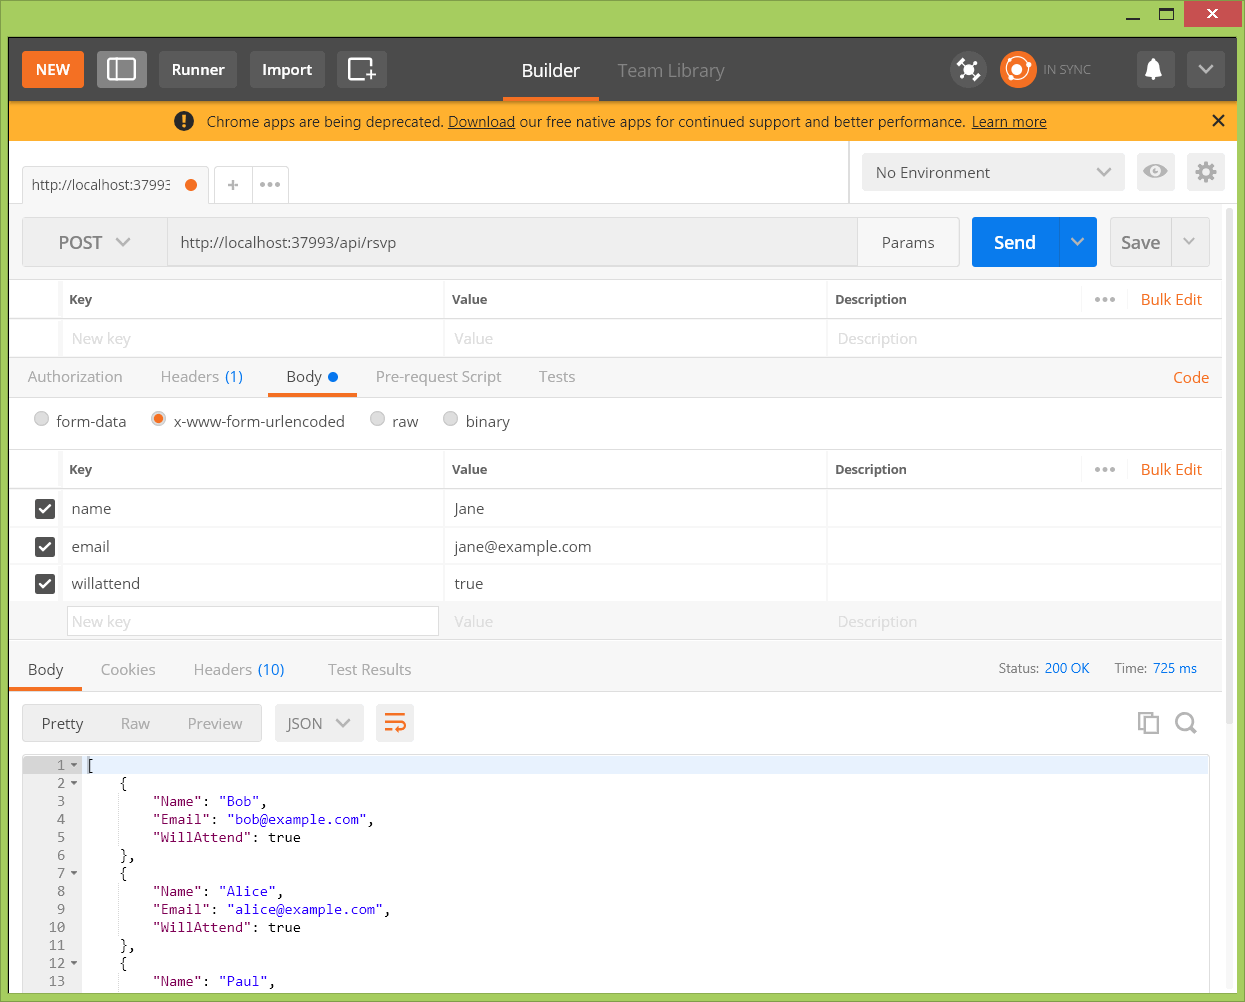 NEW Runner Import Builder Team Library IN SYNC
Chrome apps are being deprecated. Download our free native apps for continued support and better performance. Learn more
http://localhost:37993 No Environment
POST http://localhost:37993/api/rsvp Params Send Save
Key Value Description Bulk Edit
New key Value Description
Authorization Headers (1) Body Pre-request Script Tests Code
form-data x-www-form-urlencoded raw binary
Key Value Description Bulk Edit
name Jane
email jane@example.com
willattend true
New key Value Description
Body Cookies Headers (10) Test Results Status: 200 OK Time: 725 ms
Pretty Raw Preview JSON
1 [
2 {
3 "Name": "Bob",
4 "Email": "bob@example.com",
5 "WillAttend": true
6 },
7 {
8 "Name": "Alice",
9 "Email": "alice@example.com",
10 "WillAttend": true
11 },
12 {
13 "Name": "Paul",